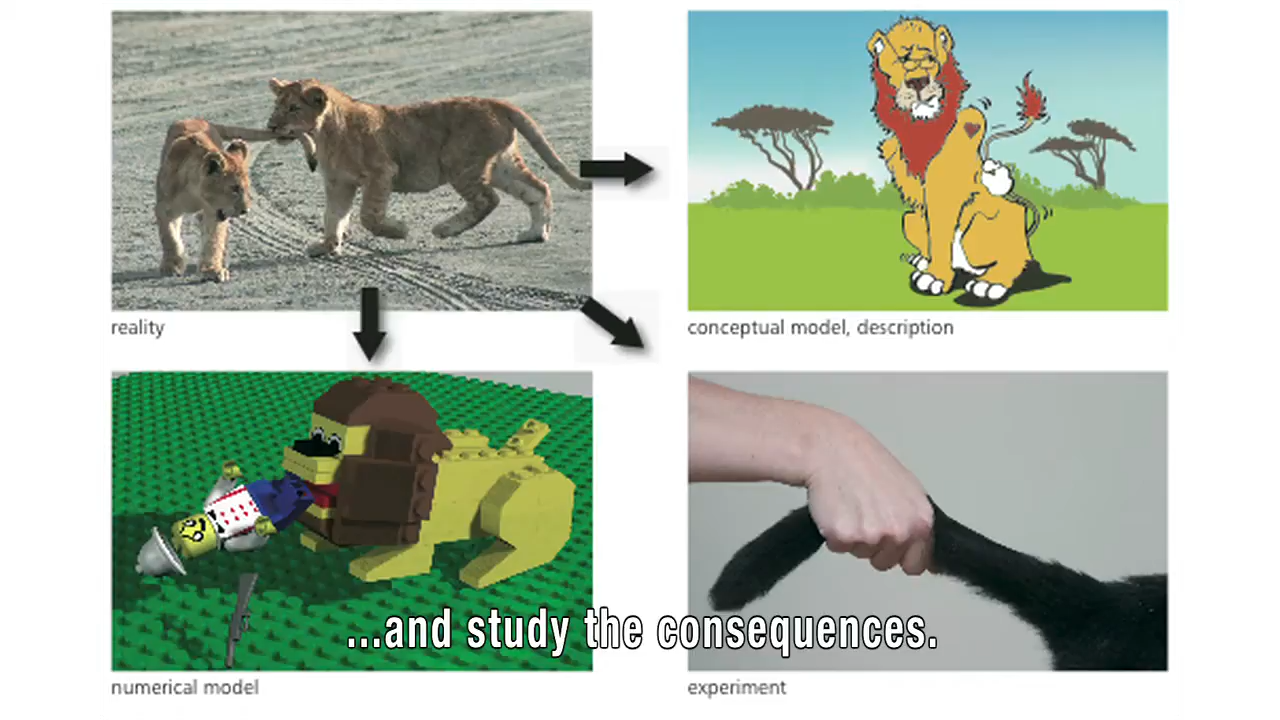 reality
conceptual model, description
...and study the consequences.
numerical model
experiment